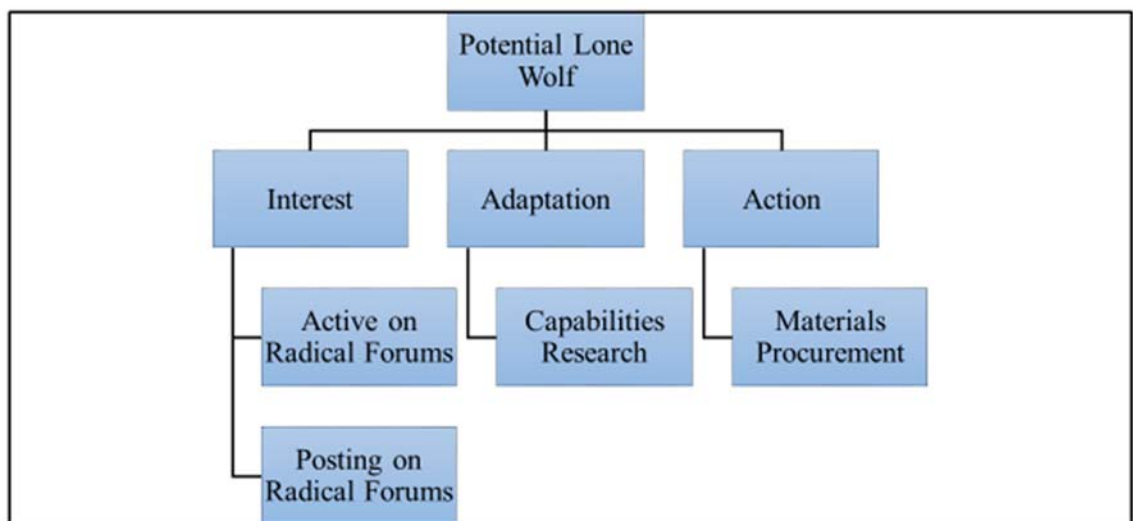 Potential Lone
Wolf
Interest
Adaptation
Action
Active on
Radical Forums
Capabilities
Research
Materials
Procurement
Posting on
Radical Forums